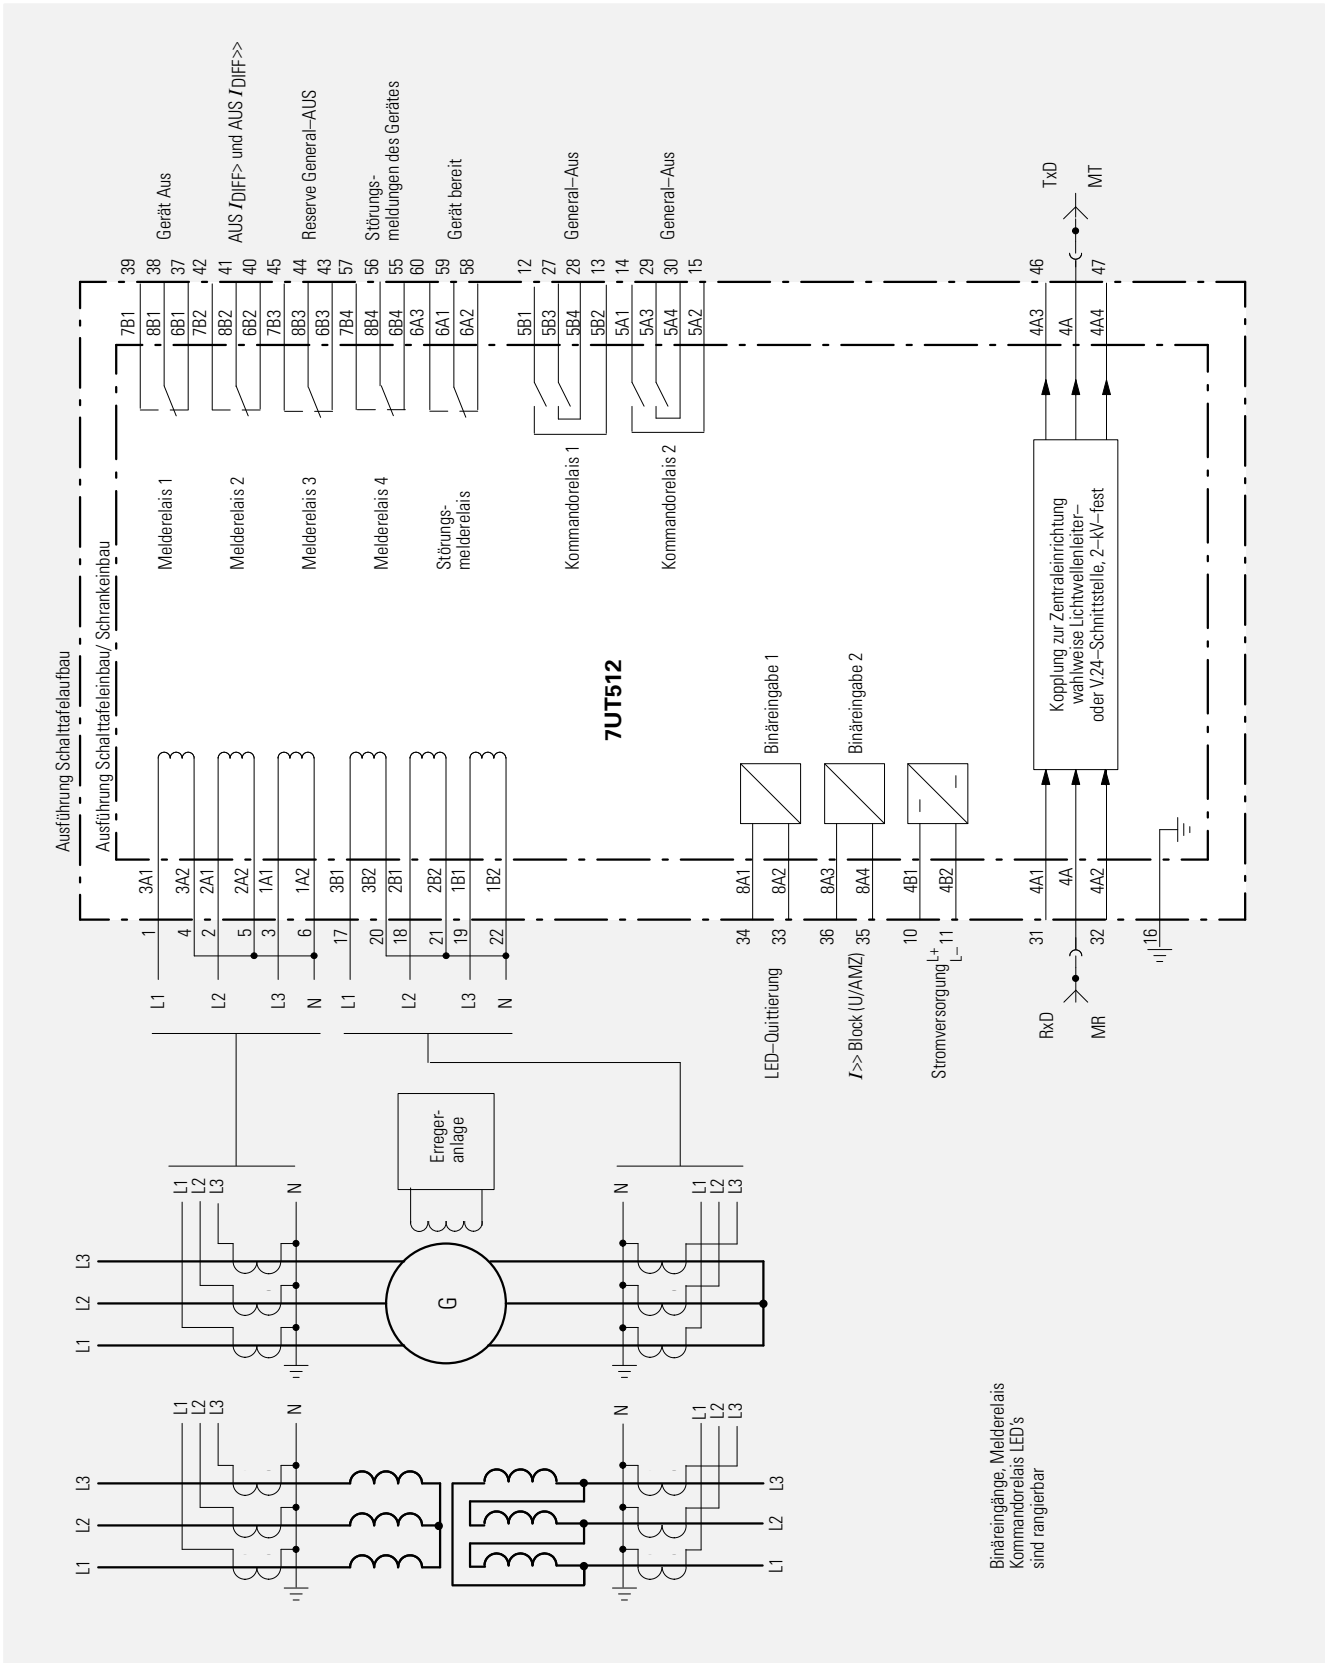 Ausführung Schalttafelaufbau
Ausführung Schalttafeleinbau/ Schrankeinbau
39
38
37
42
41
40
45
44
43
57
56
55
60
59
58
12
27
28
13
14
29
30
15
46
47
7B1
8B1
6B1
7B2
8B2
6B2
7B3
8B3
6B3
7B4
8B4
6B4
6A3
6A1
6A2
5B1
5B3
5B4
5B2
5A1
5A3
5A4
5A2
4A3
4A
4A4
Gerät Aus
AUS IDIFF> und AUS IDIFF>>
Reserve General–AUS
Störungs-
meldungen des Gerätes
Gerät bereit
General–Aus
General–Aus
TxD
MT
Melderelais 1
Melderelais 2
Melderelais 3
Melderelais 4
Störungs-
melderelais
Kommandorelais 1
Kommandorelais 2
7UT512
Binäreingabe 1
Binäreingabe 2
Kopplung zur Zentraleinrichtung
wahlweise Lichtwellenleiter–
oder V.24–Schnittstelle, 2–kV–fest
3A1
3A2
2A1
2A2
1A1
1A2
3B1
3B2
2B1
2B2
1B1
1B2
8A1
8A2
8A3
8A4
4B1
4B2
4A1
4A
4A2
1
4
2
5
3
6
17
20
18
21
19
22
34
33
36
35
10
11
31
32
16
L1
L2
L3
N
L1
L2
L3
N
LED–Quittierung
I>> Block (U/AMZ)
Stromversorgung
L+
L–
RxD
MR
Erreger-
anlage
L1
L2
L3
N
N
L1
L2
L3
L3
L2
L1
G
L1
L2
L3
N
N
L1
L2
L3
L3
L2
L1
L3
L2
L1
Binäreingänge, Melderelais
Kommandorelais LED's
sind rangierbar